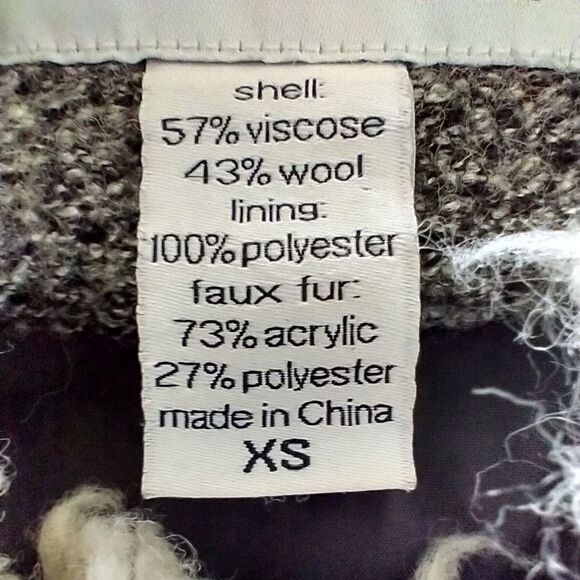 shell:
57% viscose
43% wool
lining:
100% polyester
faux fur:
73% acrylic
27% polyester
made in China
XS